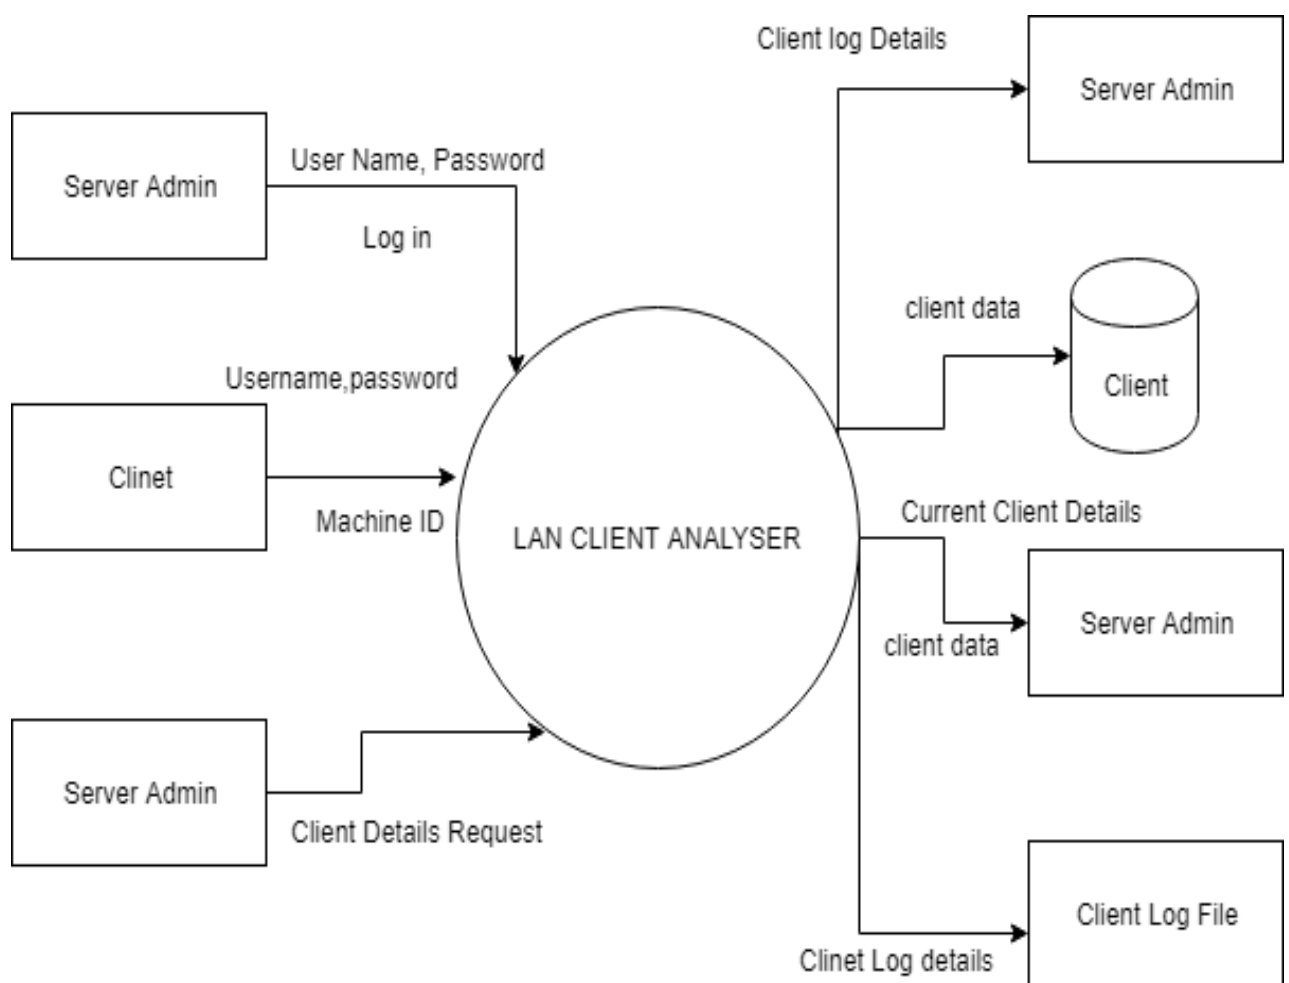 Client log Details
Server Admin
User Name, Password
Server Admin
Log in
client data
Username,password
Client
Clinet
Machine ID
Current Client Details
LAN CLIENT ANALYSER
Server Admin
client data
Server Admin
Client Details Request
Client Log File
Clinet Log details